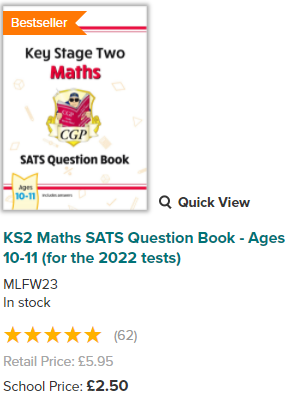 Bestseller
Key Stage Two
Maths
CGP
SATS Question Book
Ages
10-11
Includes answers
Quick View
KS2 Maths SATS Question Book - Ages
10-11 (for the 2022 tests)
MLFW23
In stock
(62)
Retail Price: £5.95
School Price: £2.50